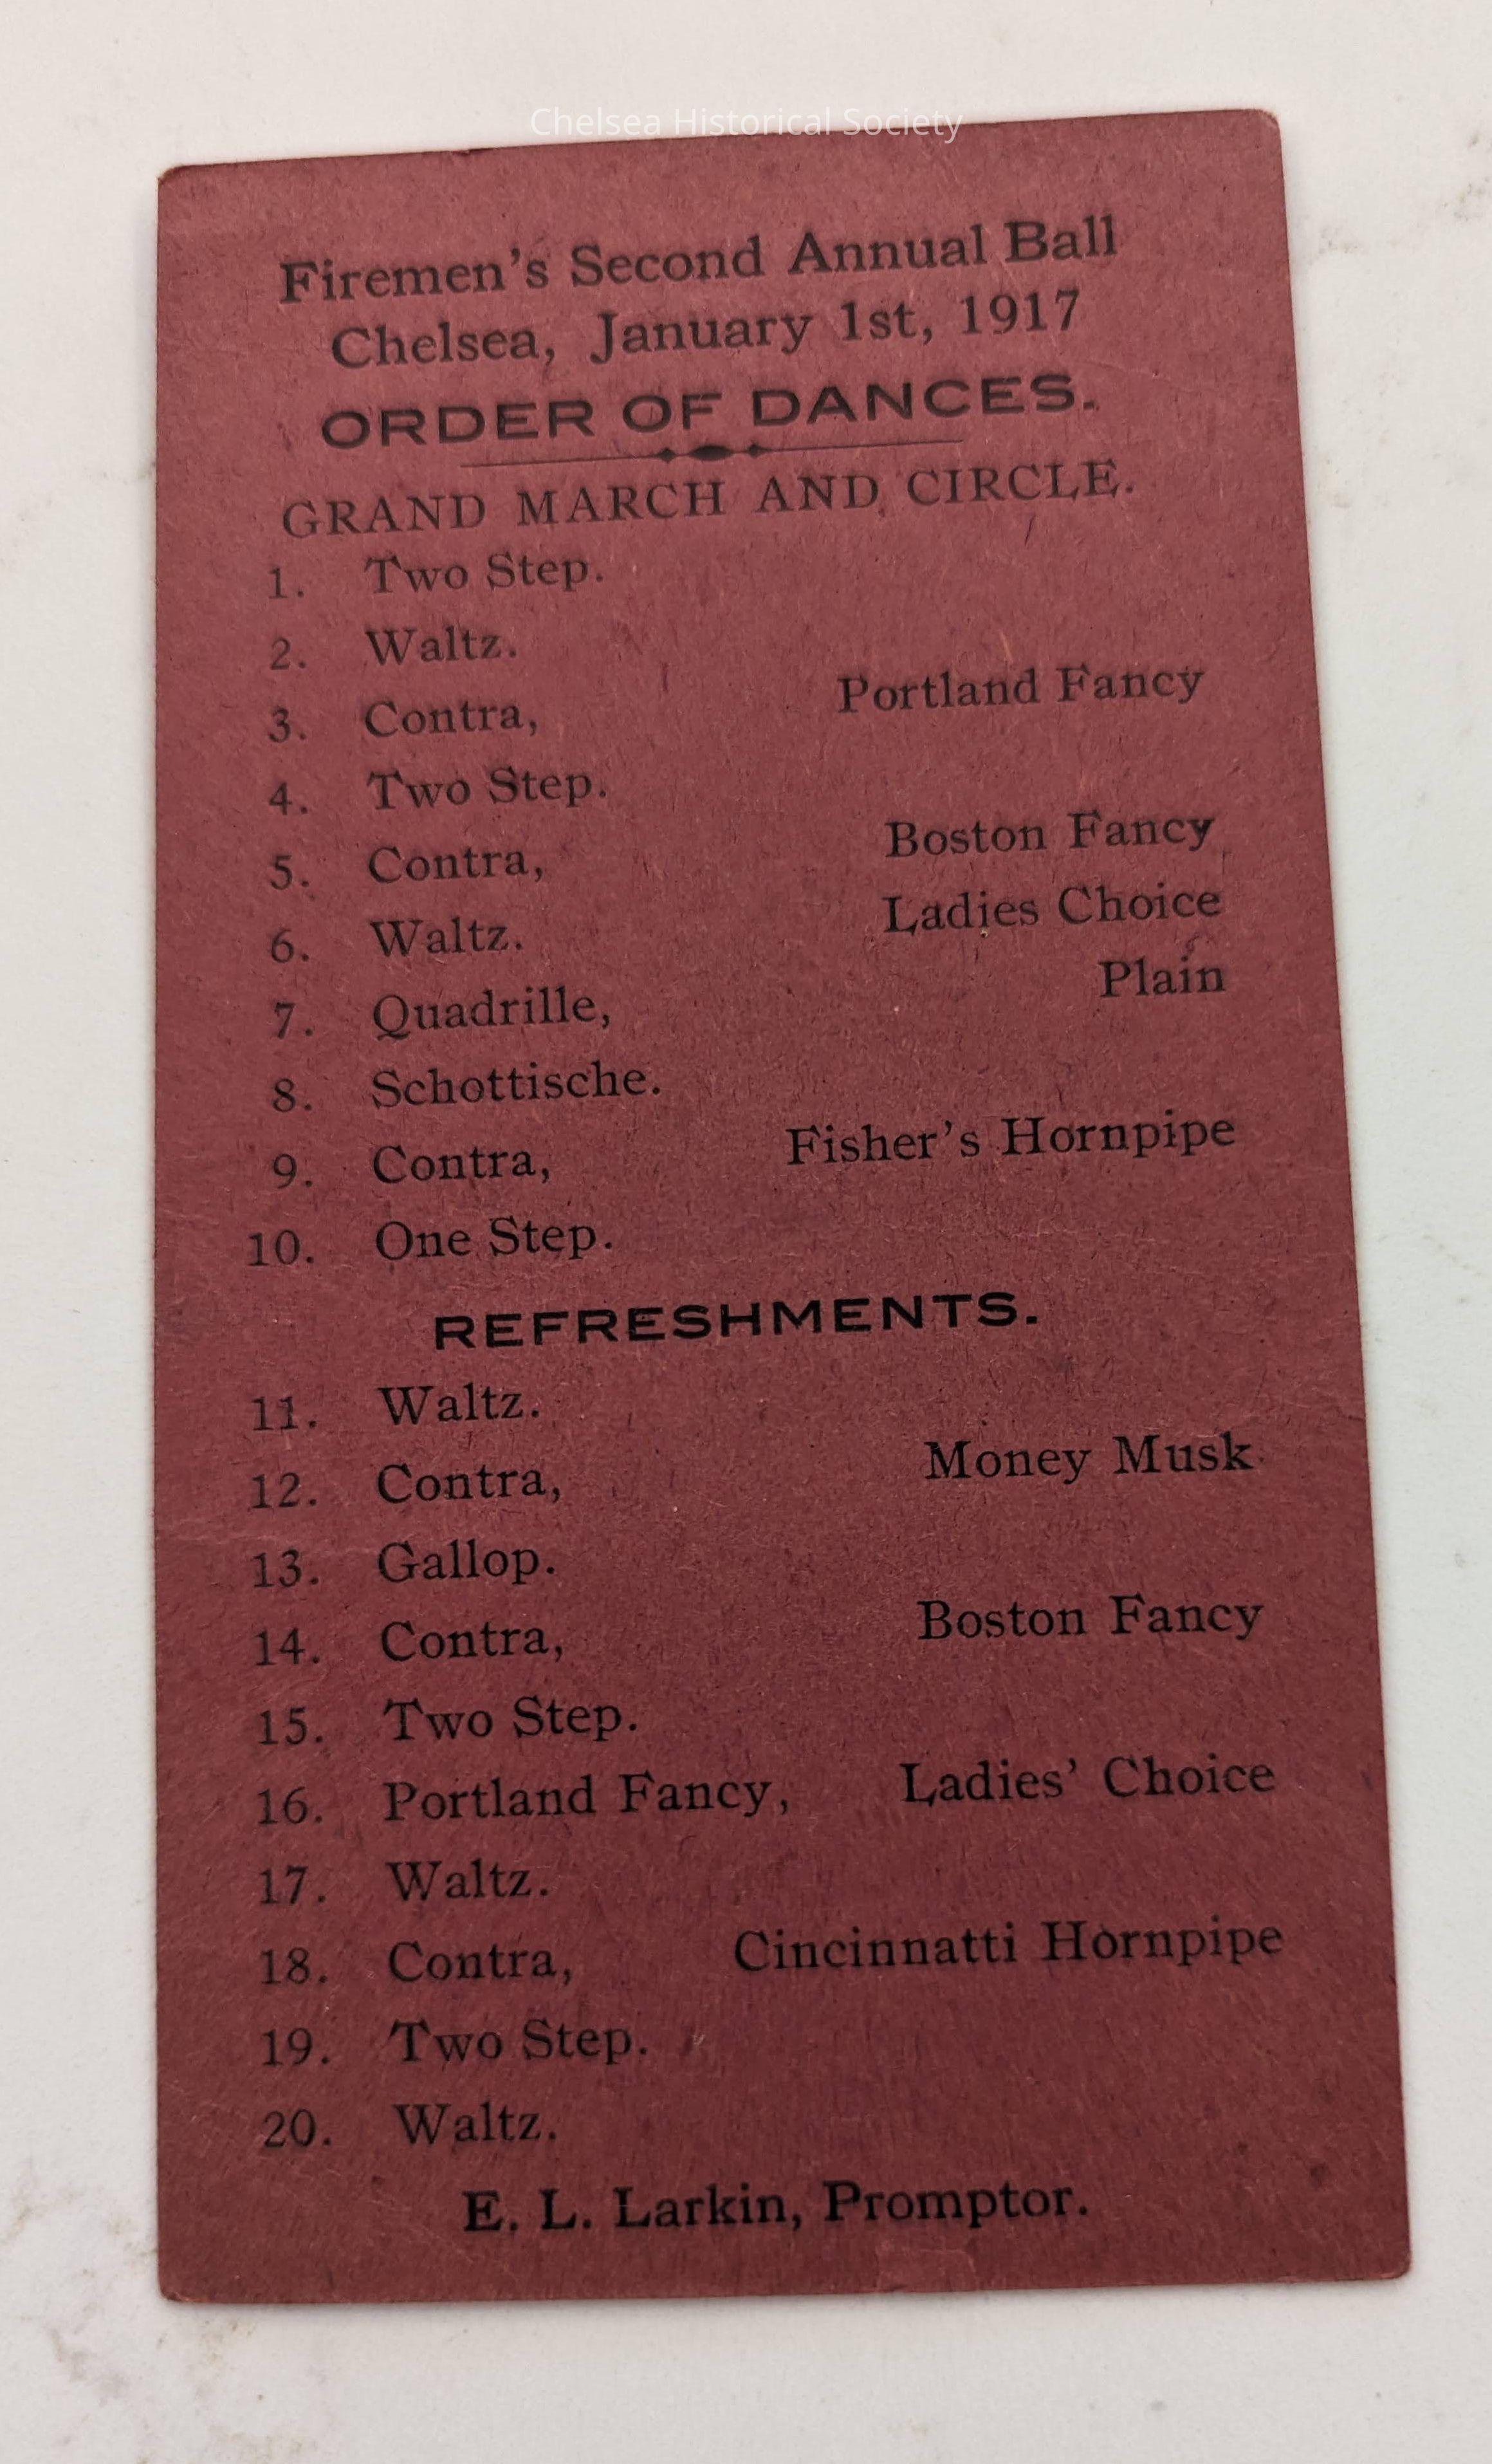 Chelsea Historical Society
Firemen's Second Annual Ball
Chelsea, January 1st, 1917
ORDER OF DANCES.
GRAND MARCH AND CIRCLE.
1. Two Step.
2. Waltz.
3. Contra, Portland Fancy
4. Two Step.
5. Contra, Boston Fancy
6. Waltz. Ladies Choice
7. Quadrille, Plain
8. Schottische.
9. Contra, Fisher's Hornpipe
10. One Step.
REFRESHMENTS.
11. Waltz.
12. Contra, Money Musk
13. Gallop.
14. Contra, Boston Fancy
15. Two Step.
16. Portland Fancy, Ladies' Choice
17. Waltz.
18. Contra, Cincinnatti Hornpipe
19. Two Step.
20. Waltz.
E. L. Larkin, Promptor.